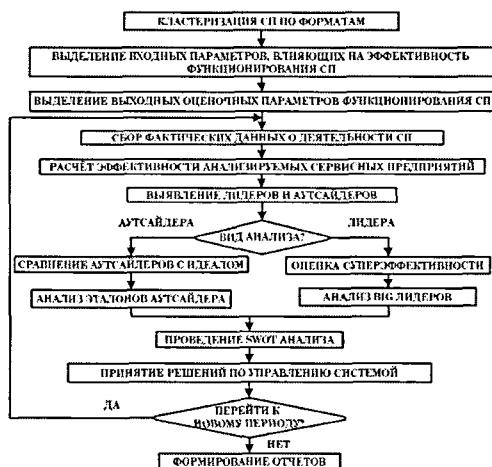 КЛАСТЕРИЗАЦИЯ СП ПО ФОРМАТАМ
ВЫДЕЛЕНИЕ ВХОДНЫХ ПАРАМЕТРОВ, ВЛИЯЮЩИХ НА ЭФФЕКТИВНОСТЬ
ФУНКЦИОНИРОВАНИЯ СП
ВЫДЕЛЕНИЕ ВЫХОДНЫХ ОЦЕНОЧНЫХ ПАРАМЕТРОВ ФУНКЦИОНИРОВАНИЯ СП
СБОР ФАКТИЧЕСКИХ ДАННЫХ О ДЕЯТЕЛЬНОСТИ СП
РАСЧЁТ ЭФФЕКТИВНОСТИ АНАЛИЗИРУЕМЫХ СЕРВИСНЫХ ПРЕДПРИЯТИЙ
ВЫЯВЛЕНИЕ ЛИДЕРОВ И АУТСАЙДЕРОВ
АУТСАЙДЕРА
ВИД АНАЛИЗА?
ЛИДЕРА
СРАВНЕНИЕ АУТСАЙДЕРОВ С ИДЕАЛОМ
ОЦЕНКА СУПЕРЭФФЕКТИВНОСТИ
АНАЛИЗ ЭТАЛОНОВ АУТСАЙДЕРА
АНАЛИЗ BIG ЛИДЕРОВ
ПРОВЕДЕНИЕ SWOT АНАЛИЗА
ПРИНЯТИЕ РЕШЕНИЙ ПО УПРАВЛЕНИЮ СИСТЕМОЙ
ДА
ПЕРЕЙТИ К
НОВОМУ ПЕРИОДУ?
НЕТ
ФОРМИРОВАНИЕ ОТЧЕТОВ